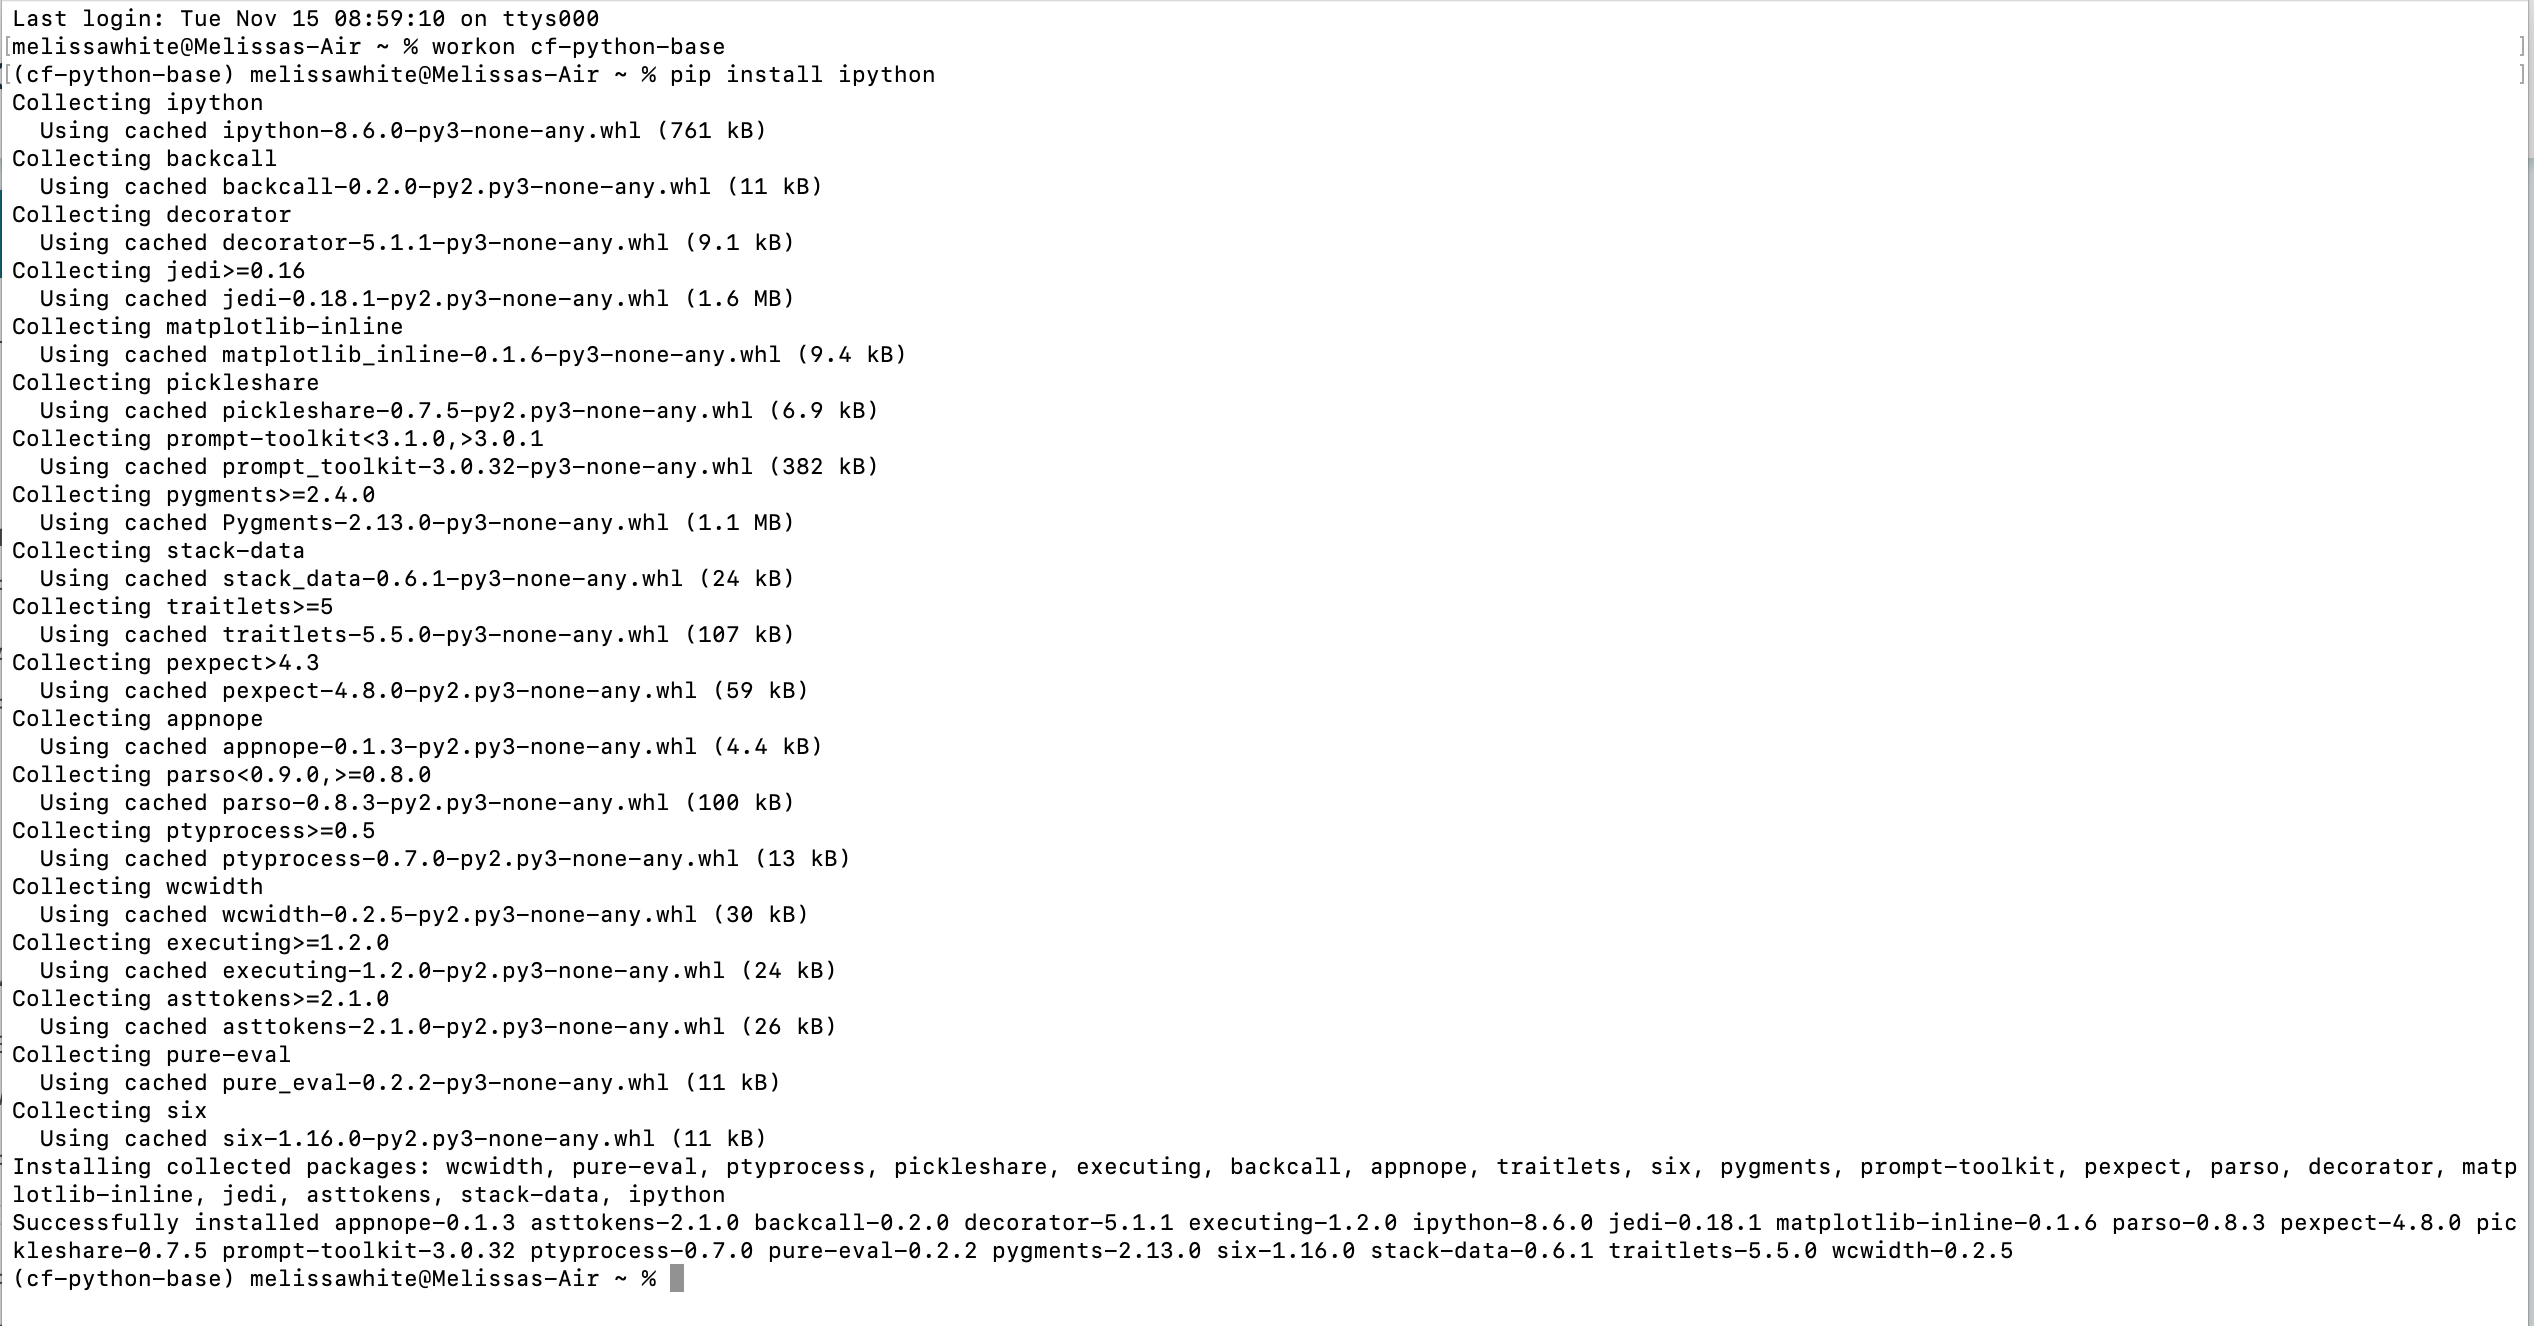 Last login: Tue Nov 15 08:59:10 on ttys000
[melissawhite@Melissas-Air ~ % workon cf-python-base ]
[(cf-python-base) melissawhite@Melissas-Air ~ % pip install ipython ]
Collecting ipython
  Using cached ipython-8.6.0-py3-none-any.whl (761 kB)
Collecting backcall
  Using cached backcall-0.2.0-py2.py3-none-any.whl (11 kB)
Collecting decorator
  Using cached decorator-5.1.1-py3-none-any.whl (9.1 kB)
Collecting jedi>=0.16
  Using cached jedi-0.18.1-py2.py3-none-any.whl (1.6 MB)
Collecting matplotlib-inline
  Using cached matplotlib_inline-0.1.6-py3-none-any.whl (9.4 kB)
Collecting pickleshare
  Using cached pickleshare-0.7.5-py2.py3-none-any.whl (6.9 kB)
Collecting prompt-toolkit<3.1.0,>3.0.1
  Using cached prompt_toolkit-3.0.32-py3-none-any.whl (382 kB)
Collecting pygments>=2.4.0
  Using cached Pygments-2.13.0-py3-none-any.whl (1.1 MB)
Collecting stack-data
  Using cached stack_data-0.6.1-py3-none-any.whl (24 kB)
Collecting traitlets>=5
  Using cached traitlets-5.5.0-py3-none-any.whl (107 kB)
Collecting pexpect>4.3
  Using cached pexpect-4.8.0-py2.py3-none-any.whl (59 kB)
Collecting appnope
  Using cached appnope-0.1.3-py2.py3-none-any.whl (4.4 kB)
Collecting parso<0.9.0,>=0.8.0
  Using cached parso-0.8.3-py2.py3-none-any.whl (100 kB)
Collecting ptyprocess>=0.5
  Using cached ptyprocess-0.7.0-py2.py3-none-any.whl (13 kB)
Collecting wcwidth
  Using cached wcwidth-0.2.5-py2.py3-none-any.whl (30 kB)
Collecting executing>=1.2.0
  Using cached executing-1.2.0-py2.py3-none-any.whl (24 kB)
Collecting asttokens>=2.1.0
  Using cached asttokens-2.1.0-py2.py3-none-any.whl (26 kB)
Collecting pure-eval
  Using cached pure_eval-0.2.2-py3-none-any.whl (11 kB)
Collecting six
  Using cached six-1.16.0-py2.py3-none-any.whl (11 kB)
Installing collected packages: wcwidth, pure-eval, ptyprocess, pickleshare, executing, backcall, appnope, traitlets, six, pygments, prompt-toolkit, pexpect, parso, decorator, matp
lotlib-inline, jedi, asttokens, stack-data, ipython
Successfully installed appnope-0.1.3 asttokens-2.1.0 backcall-0.2.0 decorator-5.1.1 executing-1.2.0 ipython-8.6.0 jedi-0.18.1 matplotlib-inline-0.1.6 parso-0.8.3 pexpect-4.8.0 pic
kleshare-0.7.5 prompt-toolkit-3.0.32 ptyprocess-0.7.0 pure-eval-0.2.2 pygments-2.13.0 six-1.16.0 stack-data-0.6.1 traitlets-5.5.0 wcwidth-0.2.5
(cf-python-base) melissawhite@Melissas-Air ~ %